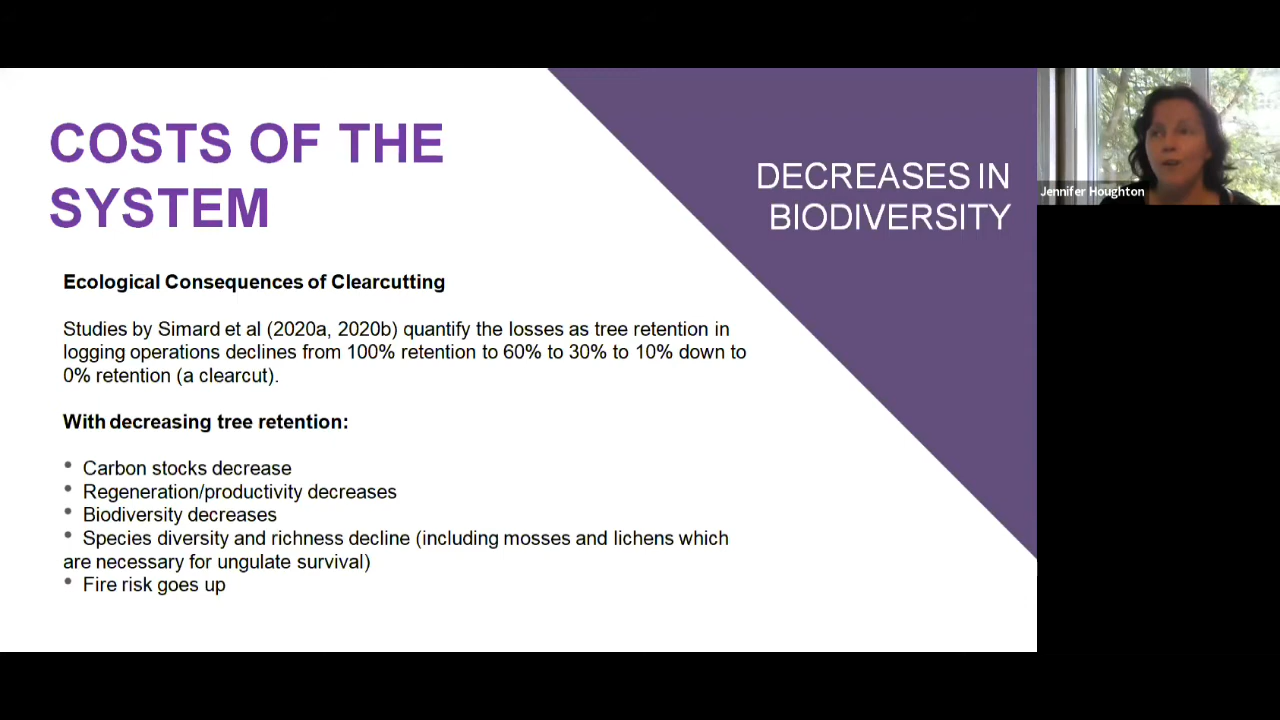 COSTS OF THE
SYSTEM
DECREASES IN
BIODIVERSITY
Jennifer Houghton
Ecological Consequences of Clearcutting
Studies by Simard et al (2020a, 2020b) quantify the losses as tree retention in
logging operations declines from 100% retention to 60% to 30% to 10% down to
0% retention (a clearcut).
With decreasing tree retention:
• Carbon stocks decrease
• Regeneration/productivity decreases
• Biodiversity decreases
• Species diversity and richness decline (including mosses and lichens which
are necessary for ungulate survival)
• Fire risk goes up